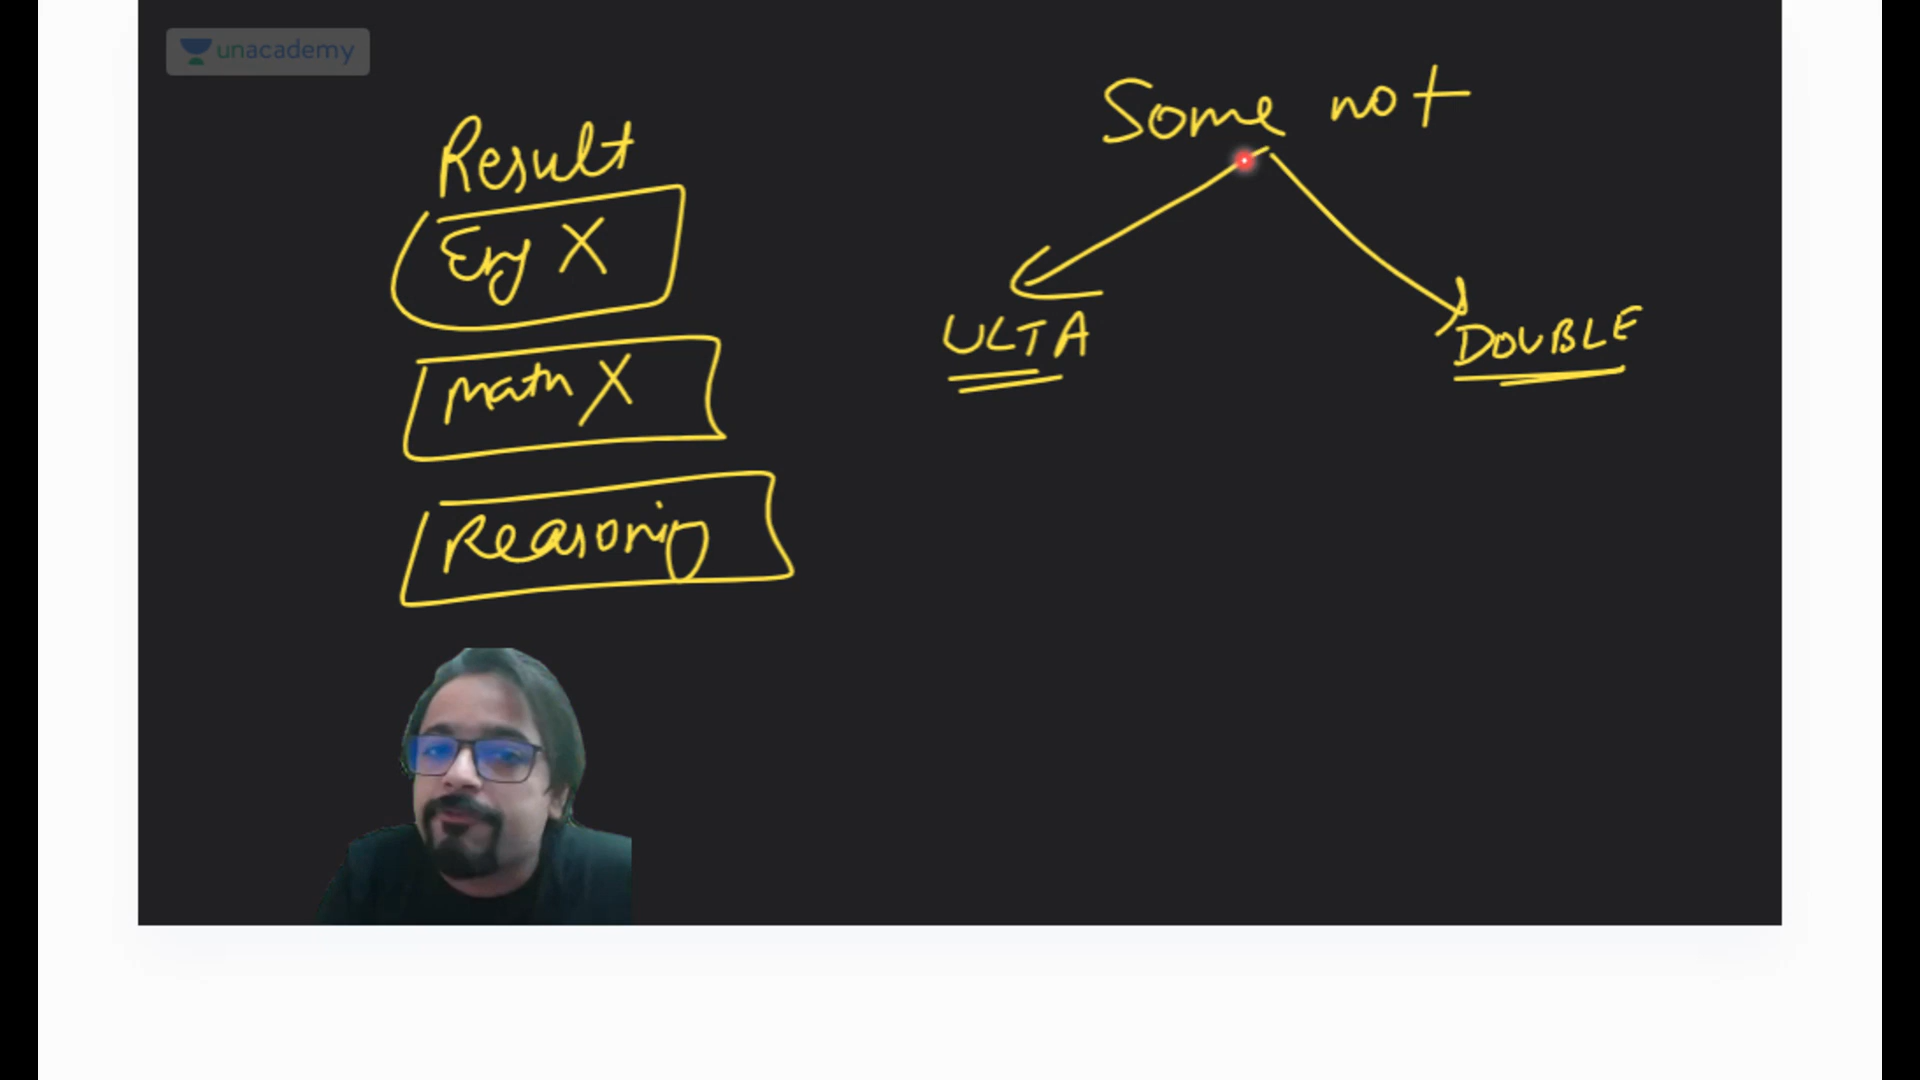 unacademy
Result
Eng X
Math X
Reasoning
Some not
ULTA
DOUBLE